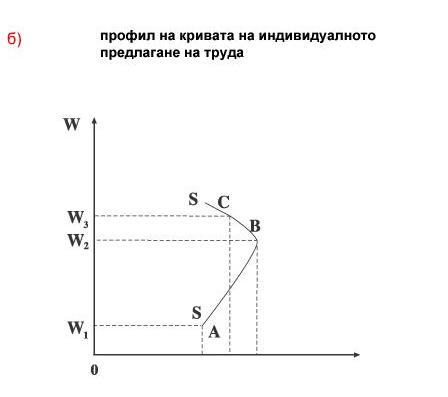 б)
профил на кривата на индивидуалното
предлагане на труда
W
S C
W3
B
W2
S
W1
A
0